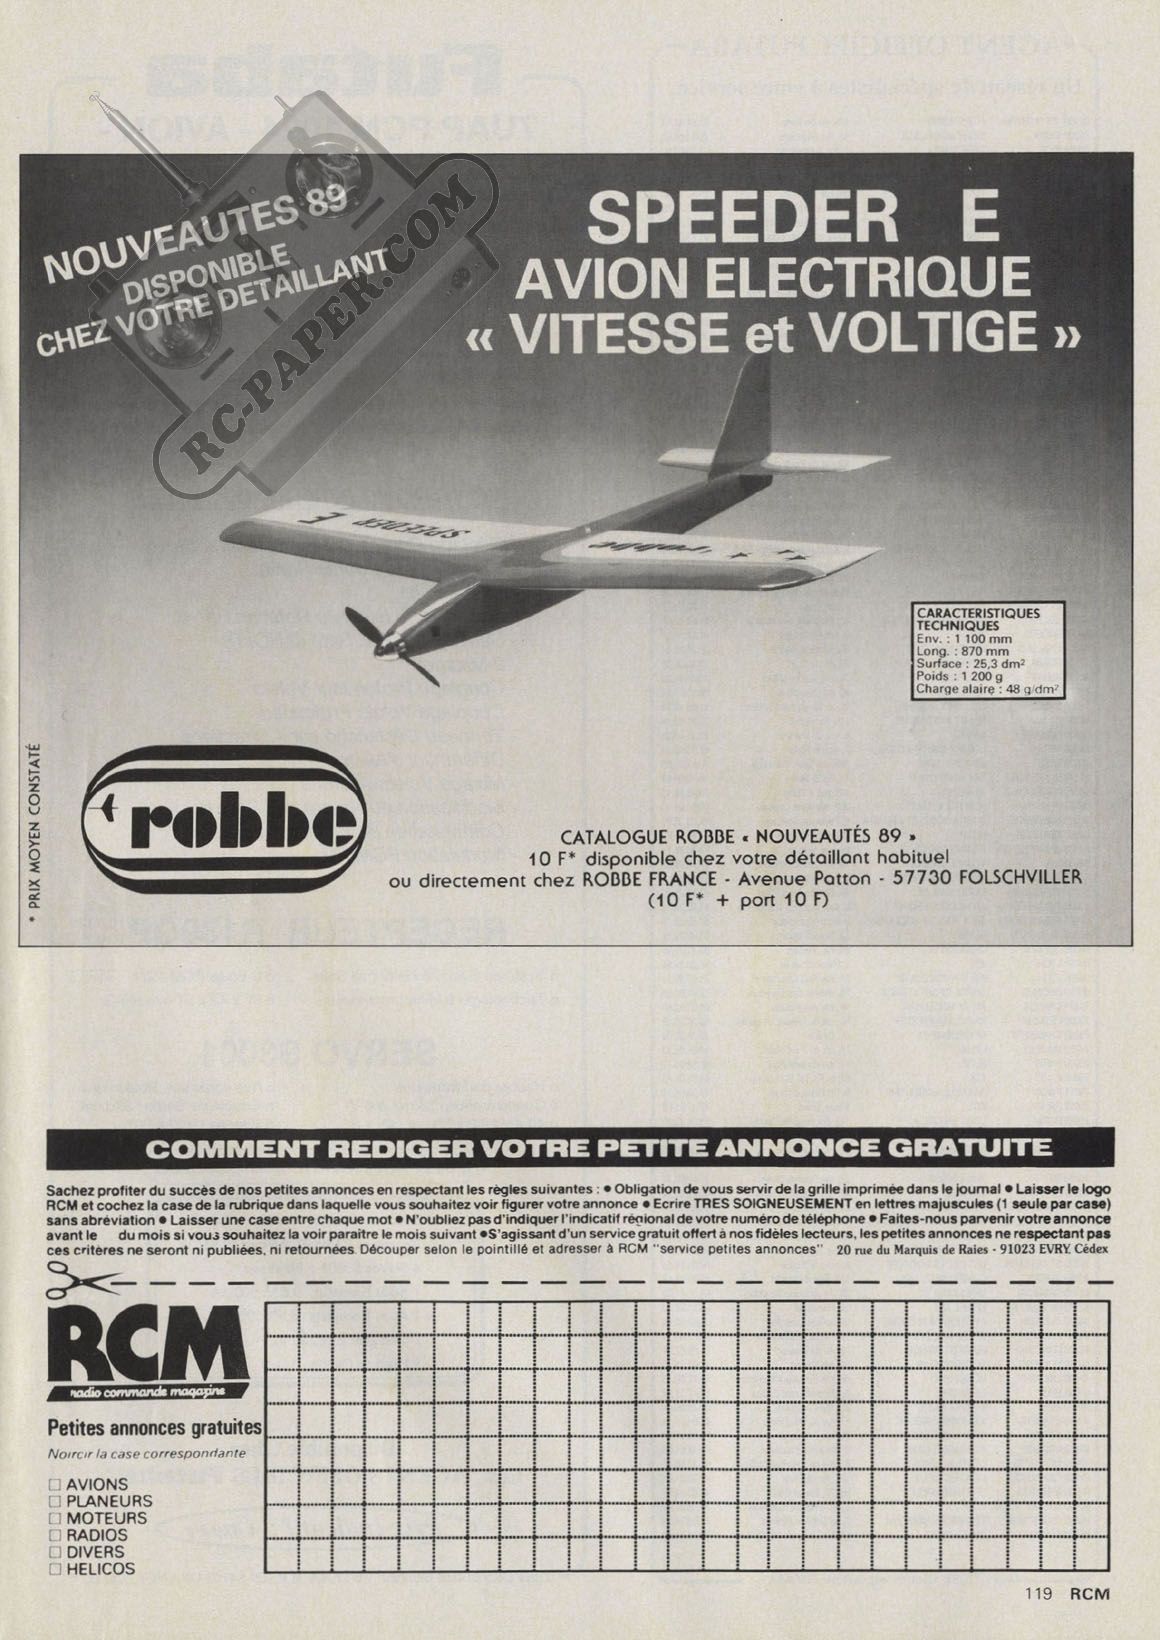 NOUVEAUTES 89
DISPONIBLE
CHEZ VOTRE DETAILLANT
RC-PAPER.COM
SPEEDER E
AVION ELECTRIQUE
« VITESSE et VOLTIGE »
SPEEDER E
robbe
CARACTERISTIQUES
TECHNIQUES
Env. : 1 100 mm
Long. : 870 mm
Surface : 25,3 dm²
Poids : 1 200 g
Charge alaire : 48 g/dm²
* PRIX MOYEN CONSTATÉ
robbe
CATALOGUE ROBBE « NOUVEAUTÉS 89 »
10 F* disponible chez votre détaillant habituel
ou directement chez ROBBE FRANCE - Avenue Patton - 57730 FOLSCHVILLER
(10 F* + port 10 F)
COMMENT REDIGER VOTRE PETITE ANNONCE GRATUITE
Sachez profiter du succès de nos petites annonces en respectant les règles suivantes : • Obligation de vous servir de la grille imprimée dans le journal • Laisser le logo
RCM et cochez la case de la rubrique dans laquelle vous souhaitez voir figurer votre annonce • Ecrire TRES SOIGNEUSEMENT en lettres majuscules (1 seule par case)
sans abréviation • Laisser une case entre chaque mot • N'oubliez pas d'indiquer l'indicatif régional de votre numéro de téléphone • Faites-nous parvenir votre annonce
avant le du mois si vous souhaitez la voir paraitre le mois suivant •S'agissant d'un service gratuit offert à nos fidèles lecteurs, les petites annonces ne respectant pas
ces critères ne seront ni publiées, ni retournées. Découper selon le pointillé et adresser à RCM "service petites annonces" 20 rue du Marquis de Raies - 91023 EVRY Cédex
RCM
radio commande magazine
Petites annonces gratuites
Noircir la case correspondante
AVIONS
PLANEURS
MOTEURS
RADIOS
DIVERS
HELICOS
119 RCM